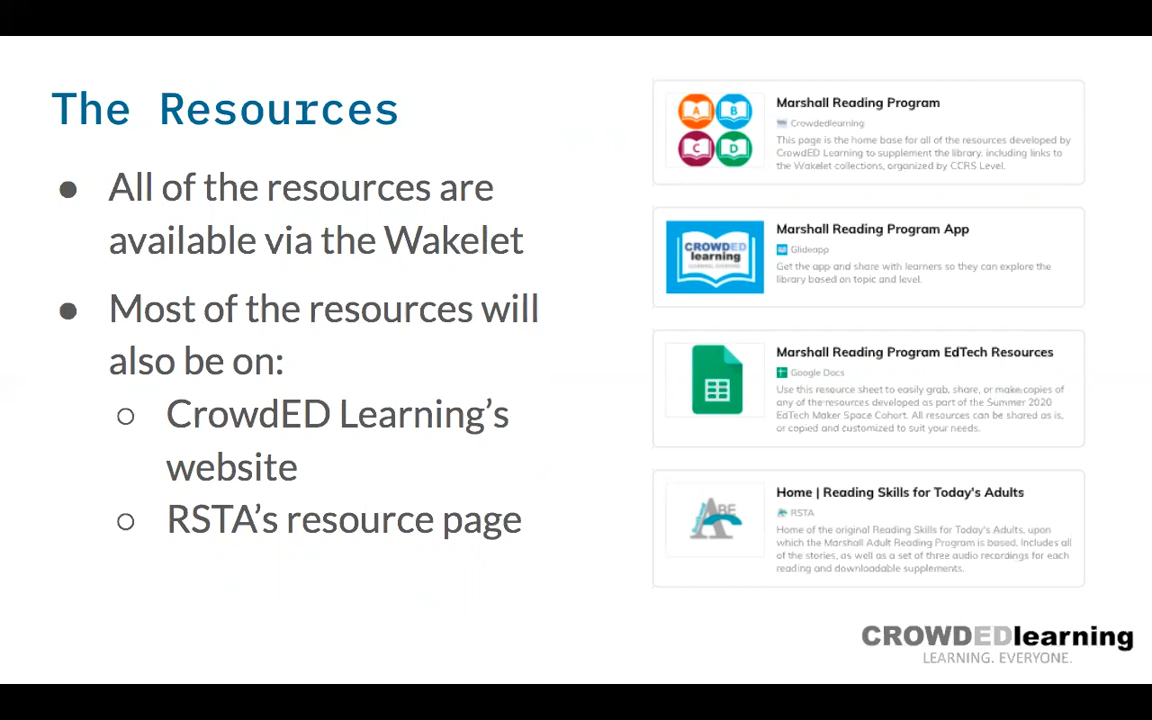 The Resources
● All of the resources are
available via the Wakelet
● Most of the resources will
also be on:
○ CrowdED Learning's
website
○ RSTA's resource page
A B
C D
Marshall Reading Program
Crowdedlearning
This page is the home base for all of the resources developed by
CrowdED Learning to supplement the library, including links to
the Wakelet collections, organized by CCRS Level.
CROWDED
learning
LEARNING. EVERYONE.
Marshall Reading Program App
Glideapp
Get the app and share with learners so they can explore the
library based on topic and level.
Marshall Reading Program EdTech Resources
Google Docs
Use this resource sheet to easily grab, share, or make copies of
any of the resources developed as part of the Summer 2020
EdTech Maker Space Cohort. All resources can be shared as is,
or copied and customized to suit your needs.
ABE
Home | Reading Skills for Today's Adults
RSTA
Home of the original Reading Skills for Today's Adults, upon
which the Marshall Adult Reading Program is based. Includes all
of the stories, as well as a set of three audio recordings for each
reading and downloadable supplements.
CROWDEDlearning
LEARNING. EVERYONE.